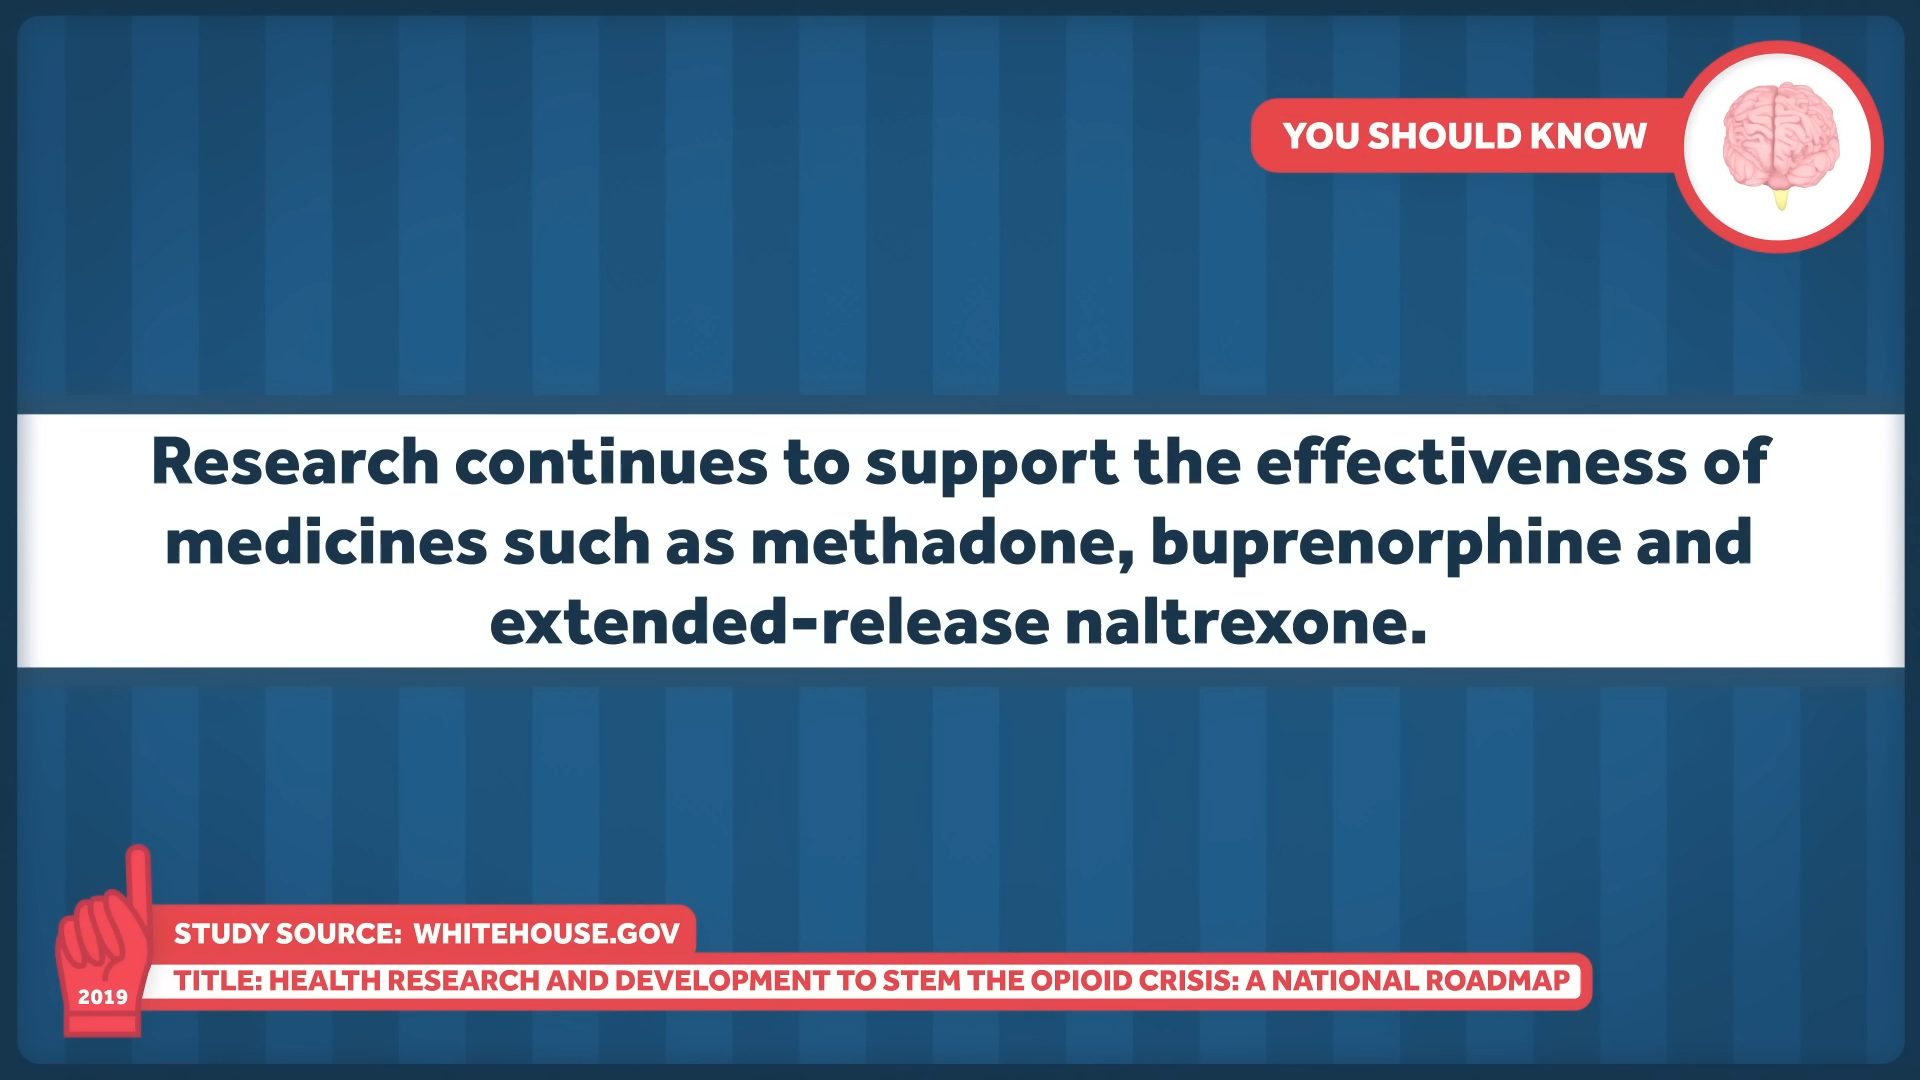 YOU SHOULD KNOW
Research continues to support the effectiveness of
medicines such as methadone, buprenorphine and
extended-release naltrexone.
STUDY SOURCE: WHITEHOUSE.GOV
TITLE: HEALTH RESEARCH AND DEVELOPMENT TO STEM THE OPIOID CRISIS: A NATIONAL ROADMAP
2019